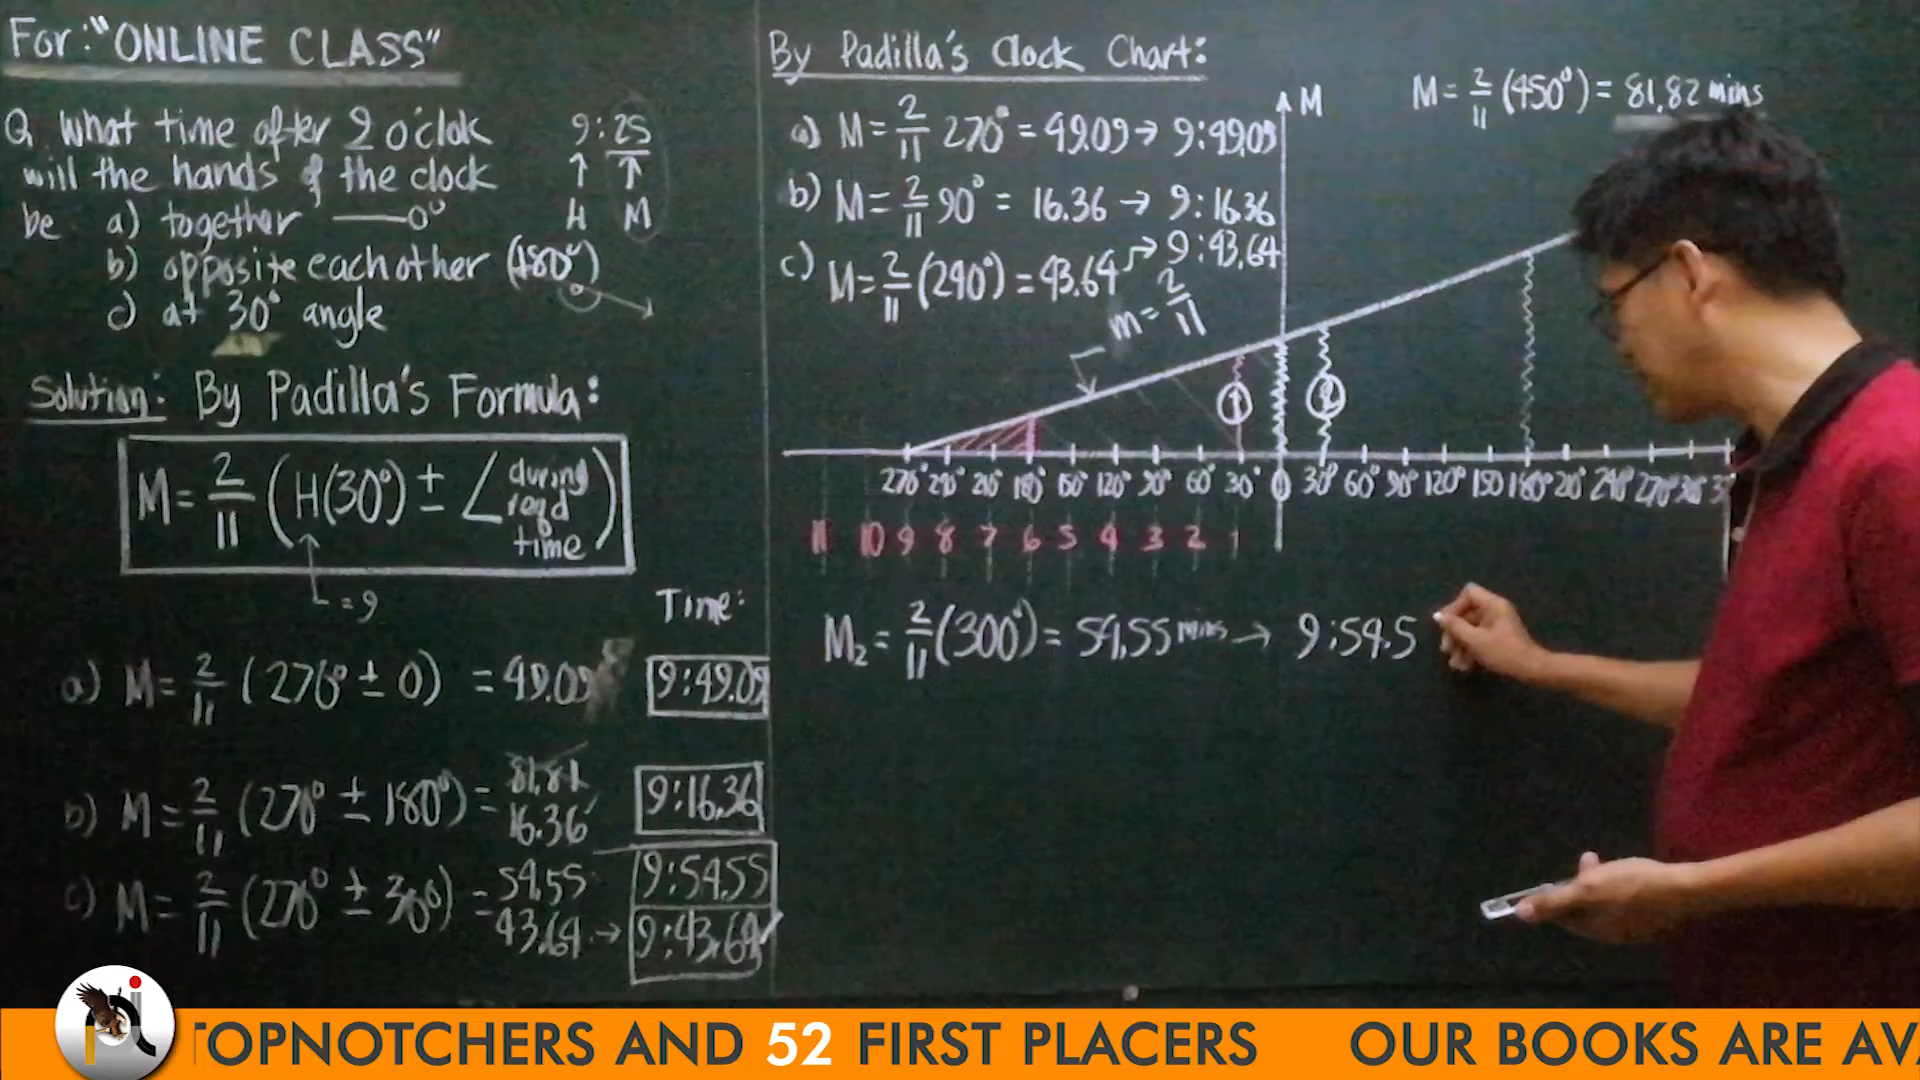 For: "ONLINE CLASS"
Q. What time after 9 o'clok
will the hands of the clock
be a) together — 0°
b) opposite each other (180°)
c) at 30° angle
9:25
H M
Solution: By Padilla's Formula:
M = 2/11 (H(30°) ± ∠ during req'd time)
= 9
Time:
a) M = 2/11 (270° ± 0) = 49.09 9:49.09
b) M = 2/11 (270° ± 180°) = 81.81
16.36 9:16.36
c) M = 2/11 (270° ± 30°) = 54.55 9:54.55
43.64 → 9:43.64
By Padilla's Clock Chart:
a) M = 2/11 270° = 49.09 → 9:49.09
b) M = 2/11 90° = 16.36 → 9:16.36
c) M = 2/11 (240°) = 43.64 → 9:43.64
m = 2/11
M
M = 2/11 (450°) = 81.82 mins
1 2
270° 240° 210° 180° 150° 120° 90° 60° 30° 0 30° 60° 90° 120° 150 180° 210° 240° 270° 300° 3
11 10 9 8 7 6 5 4 3 2 1
M₂ = 2/11 (300°) = 54.55 mins → 9:54.5
TOPNOTCHERS AND 52 FIRST PLACERS OUR BOOKS ARE AVA